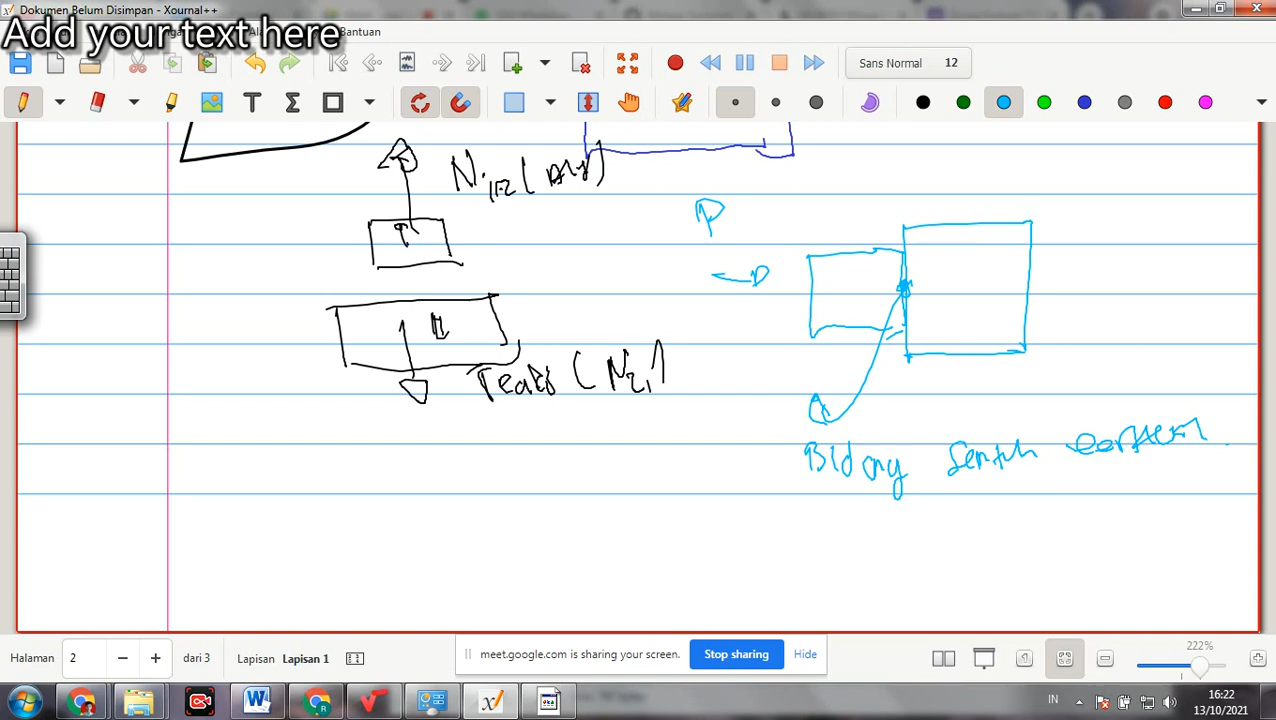 Dokumen Belum Disimpan - Xournal++
Add your text here
Bantuan
Sans Normal 12
N12 (
P
Reaksi (N21)
Bidang Sentuh
Halaman 2 dari 3 Lapisan Lapisan 1
meet.google.com is sharing your screen. Stop sharing Hide
222%
IN 16:22
13/10/2021